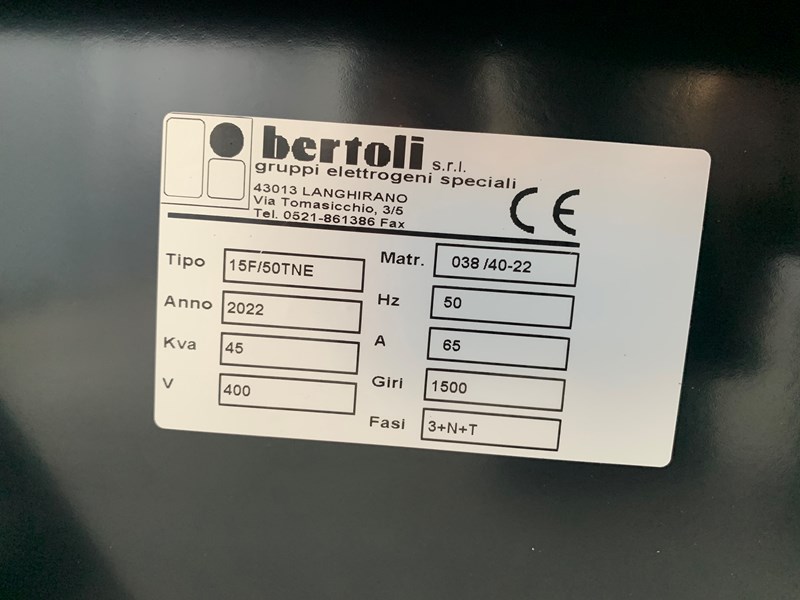 bertoli s.r.l.
gruppi elettrogeni speciali
43013 LANGHIRANO
Via Tomasicchio, 3/5
Tel. 0521-861386 Fax
CE
Tipo 15F/50TNE Matr. 038 /40-22
Anno 2022 Hz 50
Kva 45 A 65
V 400 Giri 1500
Fasi 3+N+T